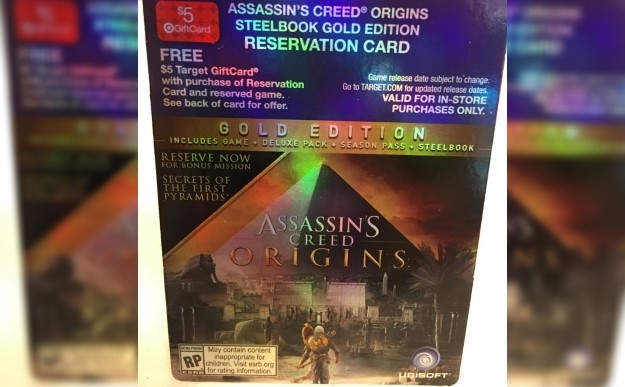 $5
GiftCard
ASSASSIN'S CREED® ORIGINS
STEELBOOK GOLD EDITION
RESERVATION CARD
FREE
$5 Target GiftCard®
with purchase of Reservation
Card and reserved game.
See back of card for offer.
Game release date subject to change.
Go to TARGET.COM for updated release dates.
VALID FOR IN-STORE
PURCHASES ONLY.
GOLD EDITION
INCLUDES GAME + DELUXE PACK + SEASON PASS + STEELBOOK
RESERVE NOW
FOR BONUS MISSION
SECRETS OF
THE FIRST
PYRAMIDS
ASSASSIN'S
CREED
ORIGINS
RP
May contain content
inappropriate for
children. Visit esrb.org
for rating information.
UBISOFT